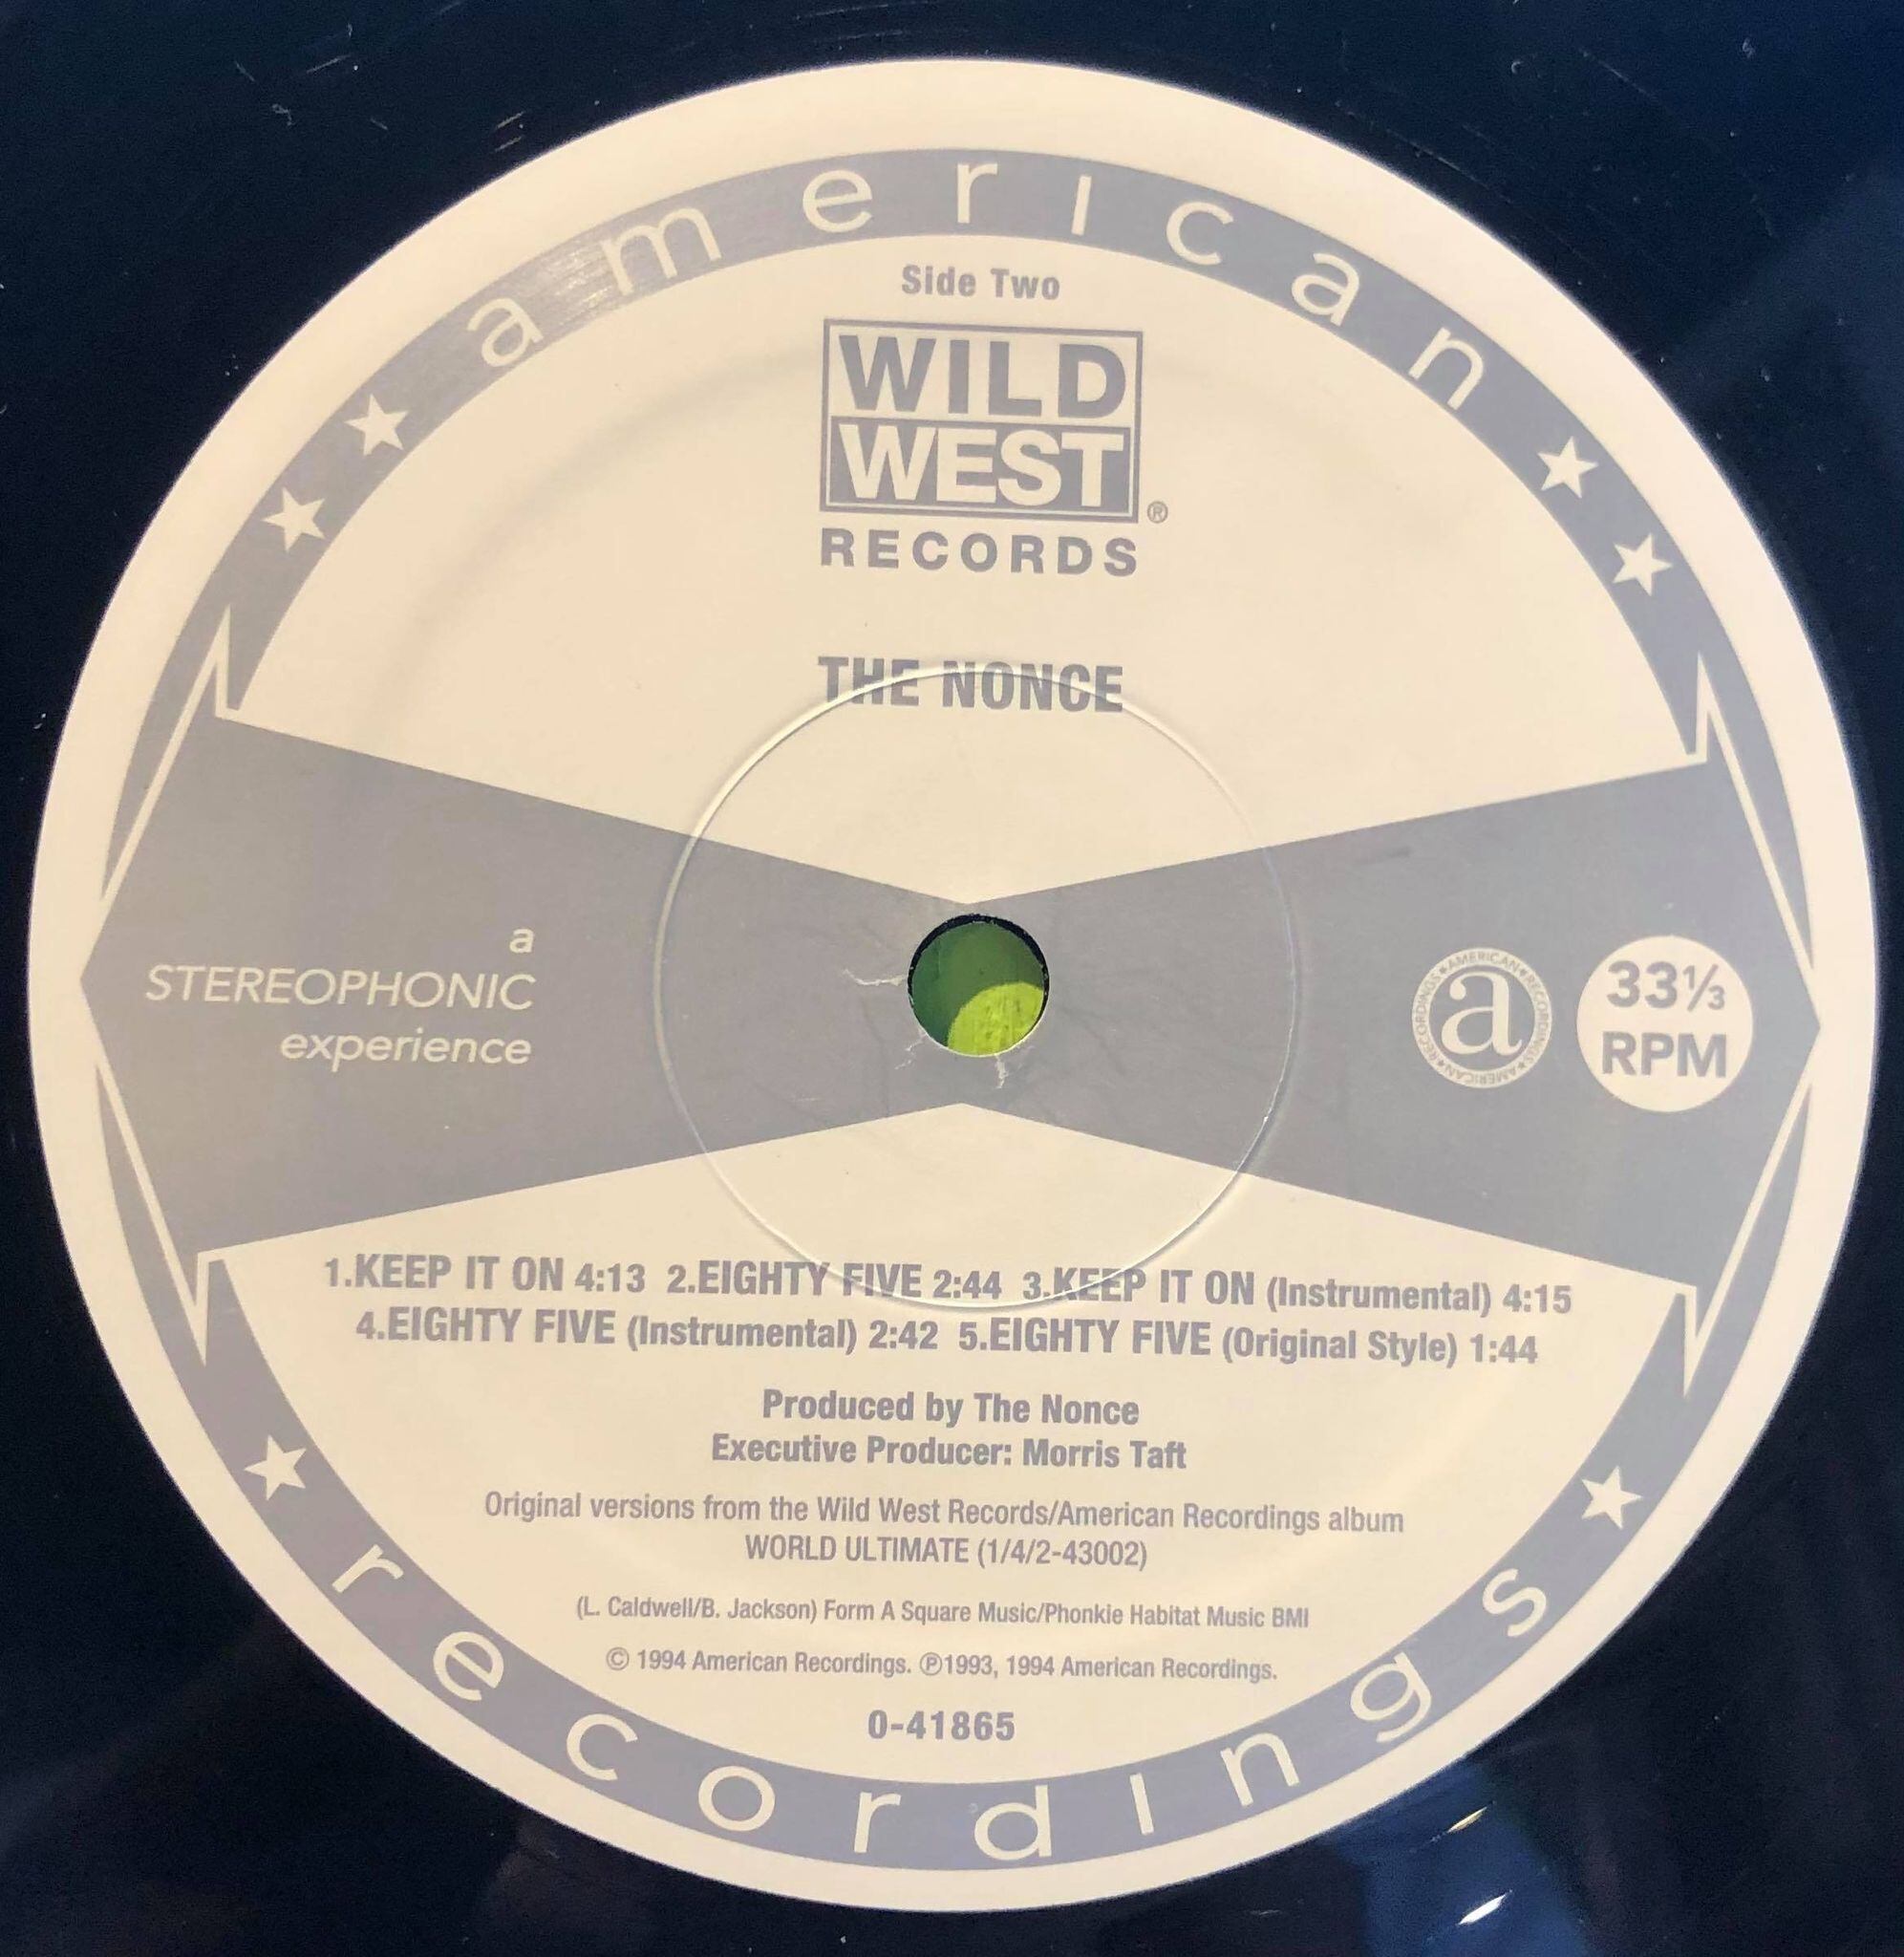 american
Side Two
WILD
WEST®
RECORDS
THE NONCE
a
STEREOPHONIC
experience
AMERICAN★RECORDINGS★AMERICAN★RECORDINGS★
a
33⅓
RPM
1.KEEP IT ON 4:13 2.EIGHTY FIVE 2:44 3.KEEP IT ON (Instrumental) 4:15
4.EIGHTY FIVE (Instrumental) 2:42 5.EIGHTY FIVE (Original Style) 1:44
Produced by The Nonce
Executive Producer: Morris Taft
Original versions from the Wild West Records/American Recordings album
WORLD ULTIMATE (1/4/2-43002)
(L. Caldwell/B. Jackson) Form A Square Music/Phonkie Habitat Music BMI
© 1994 American Recordings. ℗1993, 1994 American Recordings.
0-41865
recordings